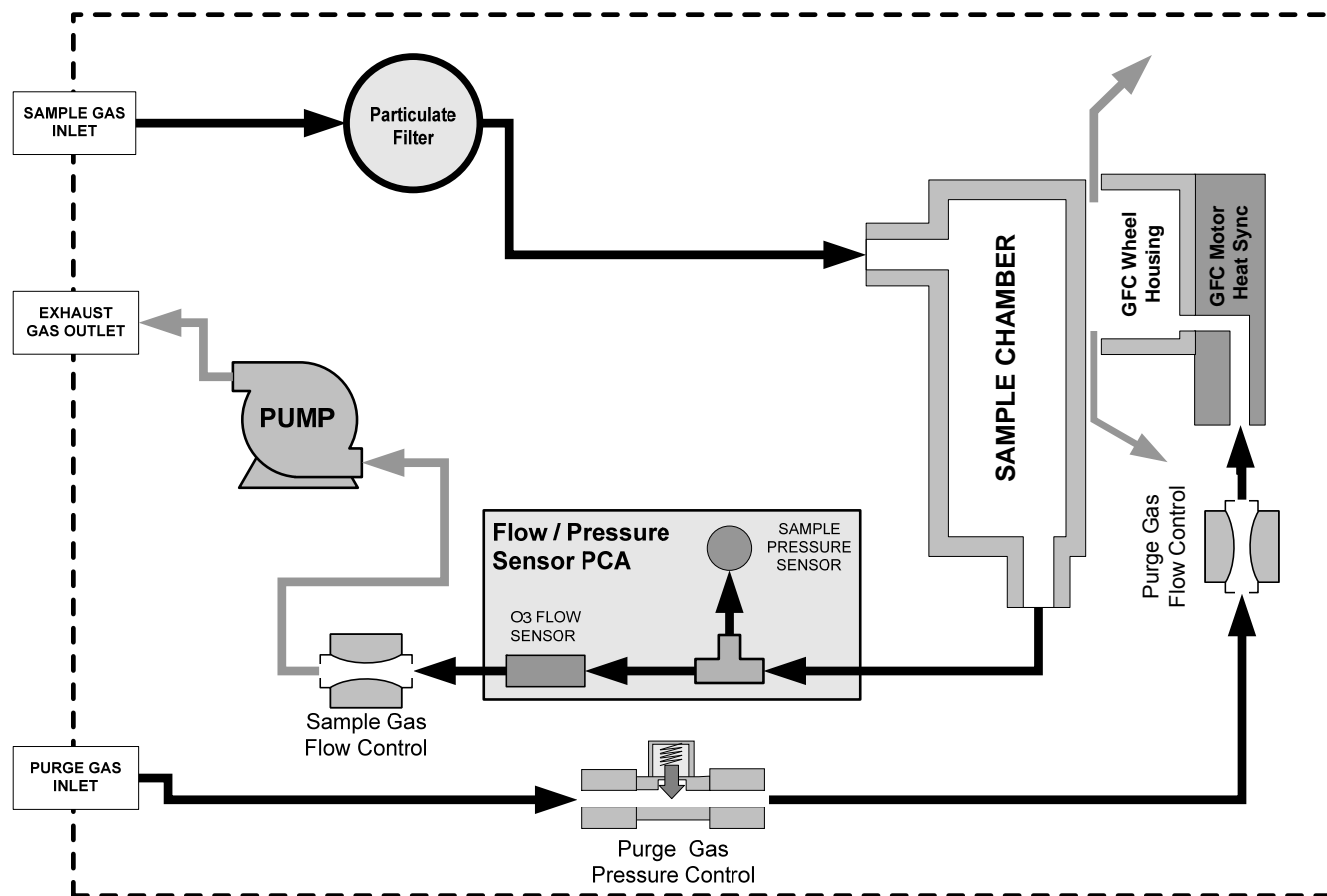 SAMPLE GAS
INLET
Particulate
Filter
EXHAUST
GAS OUTLET
PUMP
SAMPLE CHAMBER
GFC Wheel
Housing
GFC Motor
Heat Sync
Flow / Pressure
Sensor PCA
SAMPLE
PRESSURE
SENSOR
O3 FLOW
SENSOR
Purge Gas
Flow Control
Sample Gas
Flow Control
PURGE GAS
INLET
Purge Gas
Pressure Control